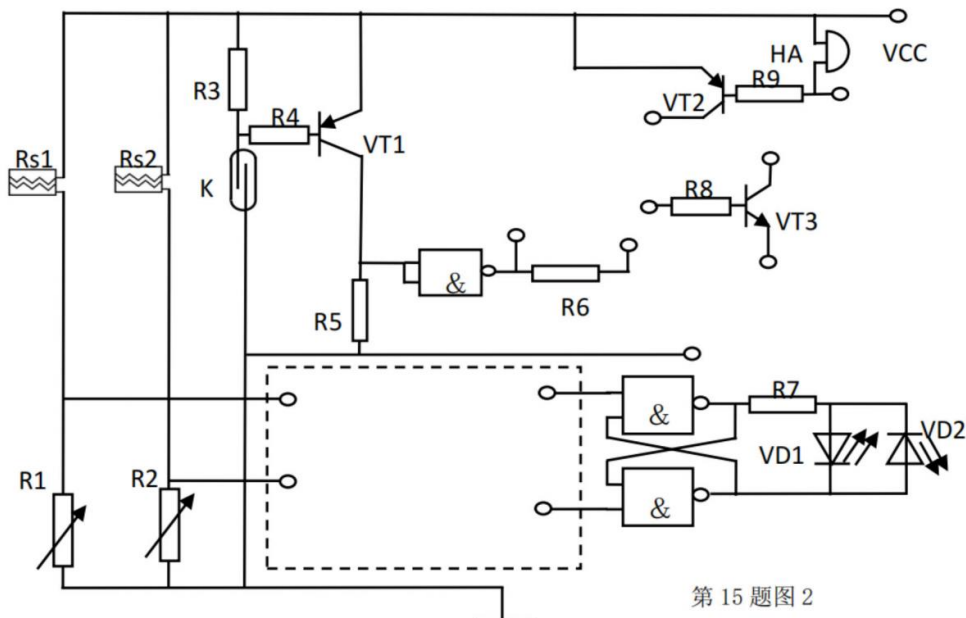 HA
VCC
R3
R9
R4
VT2
VT1
Rs1
Rs2
K
R8
VT3
&
R5
R6
R7
&
VD1
VD2
R1
R2
&
第 15 题图 2